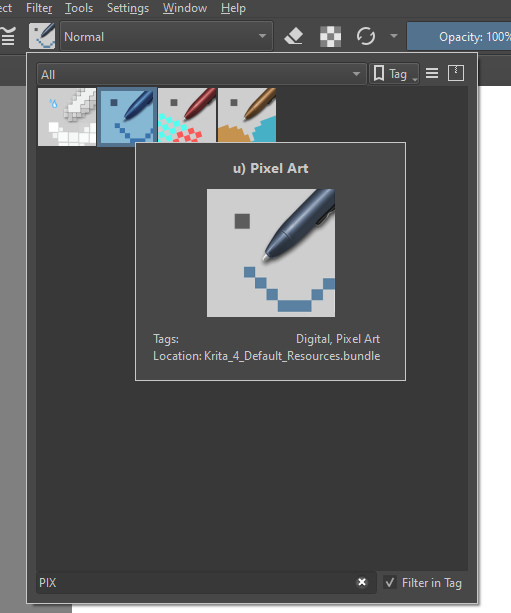 ect Filter Tools Settings Window Help
Normal Opacity: 100%
All Tag
u) Pixel Art
Tags: Digital, Pixel Art
Location: Krita_4_Default_Resources.bundle
PIX Filter in Tag